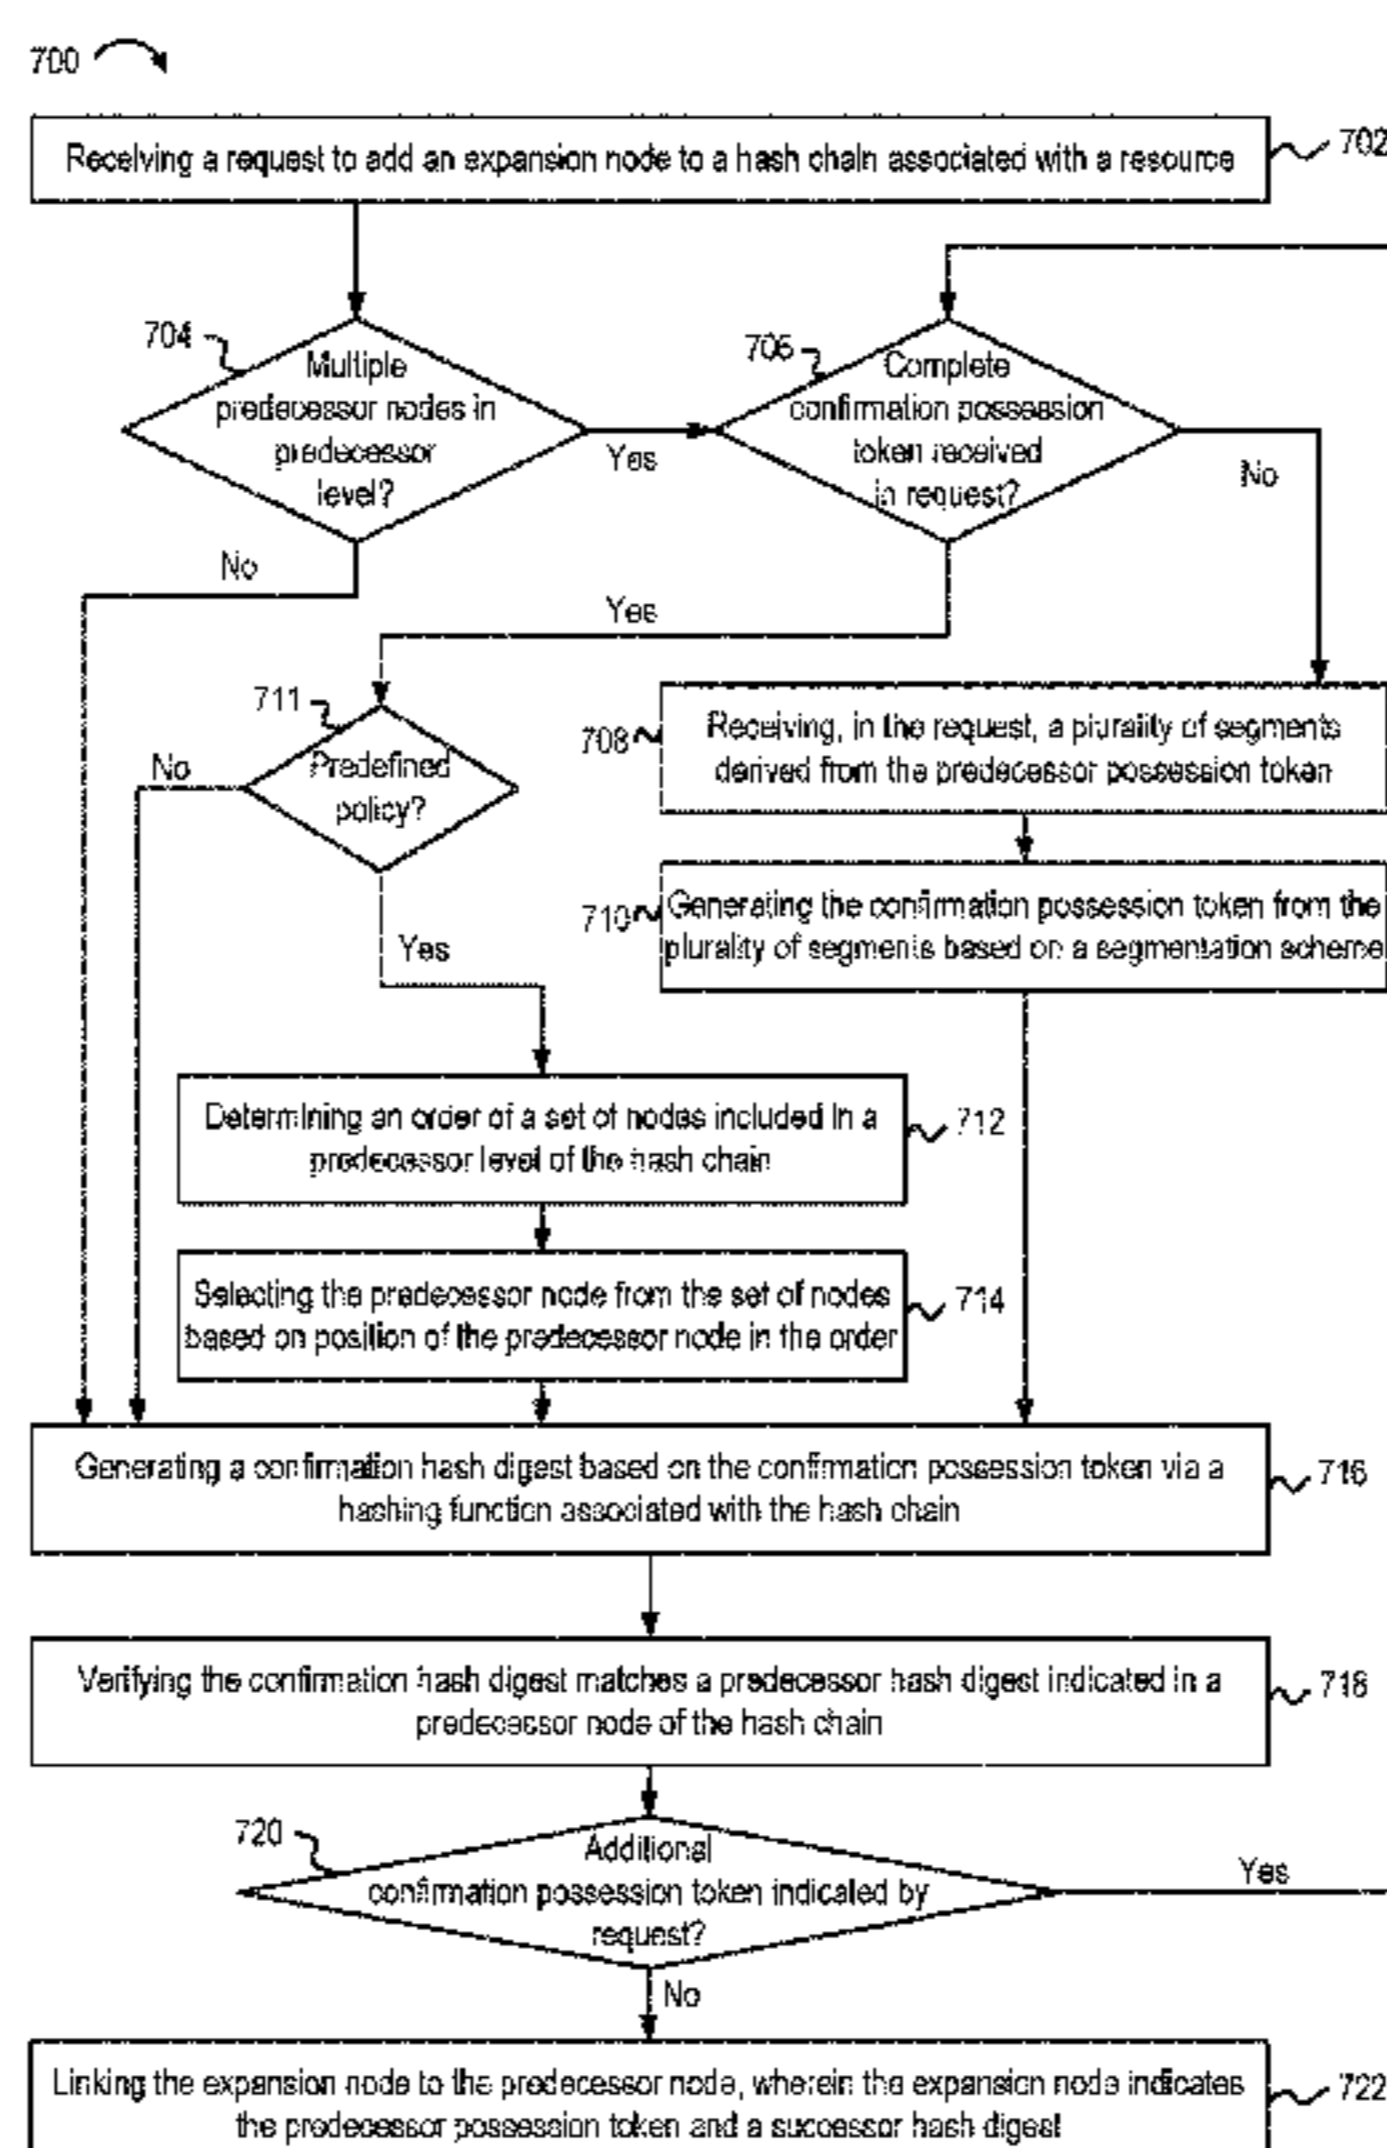 700
Receiving a request to add an expansion node to a hash chain associated with a resource
702
704
Multiple
predecessor nodes in
predecessor
level?
Yes
No
706
Complete
confirmation possession
token received
in request?
No
Yes
711
Predefined
policy?
No
Yes
708
Receiving, in the request, a plurality of segments
derived from the predecessor possession token
710
Generating the confirmation possession token from the
plurality of segments based on a segmentation scheme
Determining an order of a set of nodes included in a
predecessor level of the hash chain
712
Selecting the predecessor node from the set of nodes
based on position of the predecessor node in the order
714
Generating a confirmation hash digest based on the confirmation possession token via a
hashing function associated with the hash chain
716
Verifying the confirmation hash digest matches a predecessor hash digest indicated in a
predecessor node of the hash chain
718
720
Additional
confirmation possession token indicated by
request?
Yes
No
Linking the expansion node to the predecessor node, wherein the expansion node indicates
the predecessor possession token and a successor hash digest
722